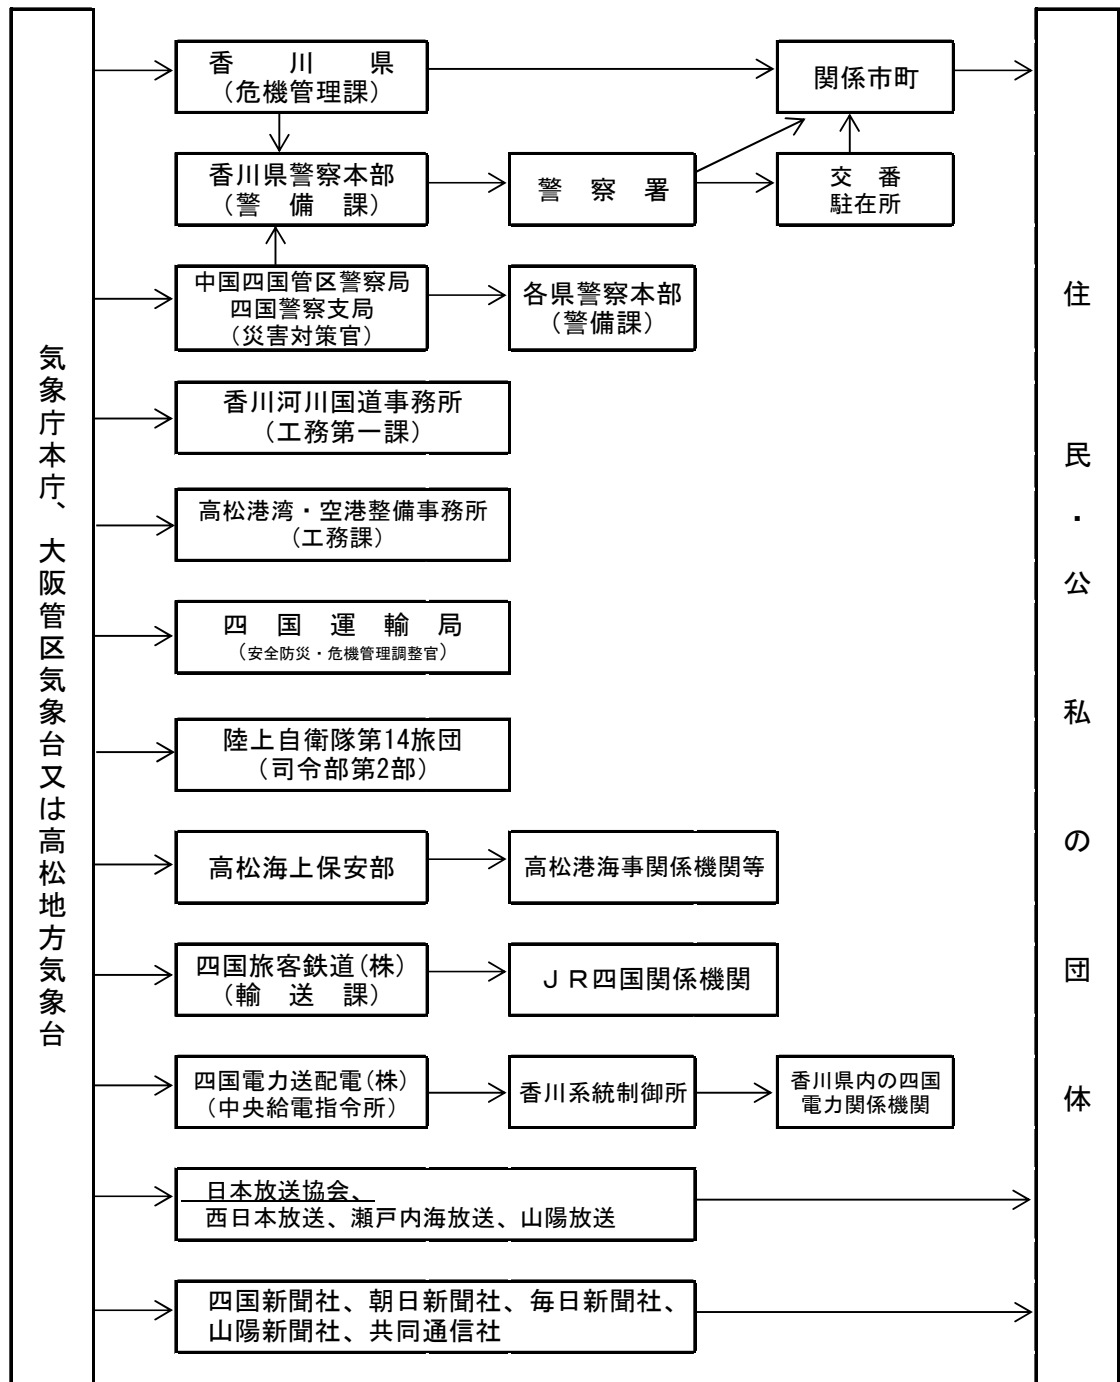 気象庁本庁、大阪管区気象台又は高松地方気象台
香川県
（危機管理課）
関係市町
香川県警察本部
（警備課）
警察署
交番
駐在所
中国四国管区警察局
四国警察支局
（災害対策官）
各県警察本部
（警備課）
香川河川国道事務所
（工務第一課）
高松港湾・空港整備事務所
（工務課）
四国運輸局
（安全防災・危機管理調整官）
陸上自衛隊第14旅団
（司令部第2部）
高松海上保安部
高松港海事関係機関等
四国旅客鉄道(株)
（輸送課）
ＪＲ四国関係機関
四国電力送配電(株)
（中央給電指令所）
香川系統制御所
香川県内の四国
電力関係機関
日本放送協会、
西日本放送、瀬戸内海放送、山陽放送
四国新聞社、朝日新聞社、毎日新聞社、
山陽新聞社、共同通信社
住民・公私の団体